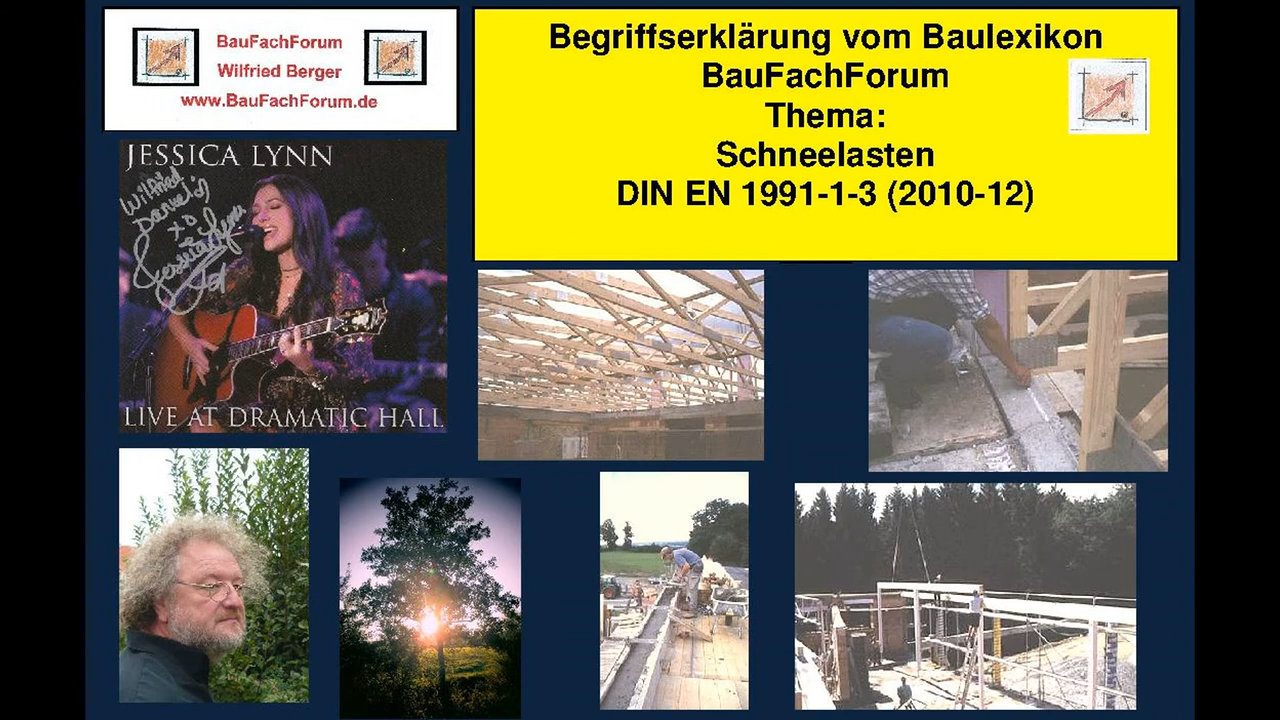 BauFachForum
Wilfried Berger
www.BauFachForum.de
Begriffserklärung vom Baulexikon
BauFachForum
Thema:
Schneelasten
DIN EN 1991-1-3 (2010-12)
JESSICA LYNN
Wilfried
LIVE AT DRAMATIC HALL